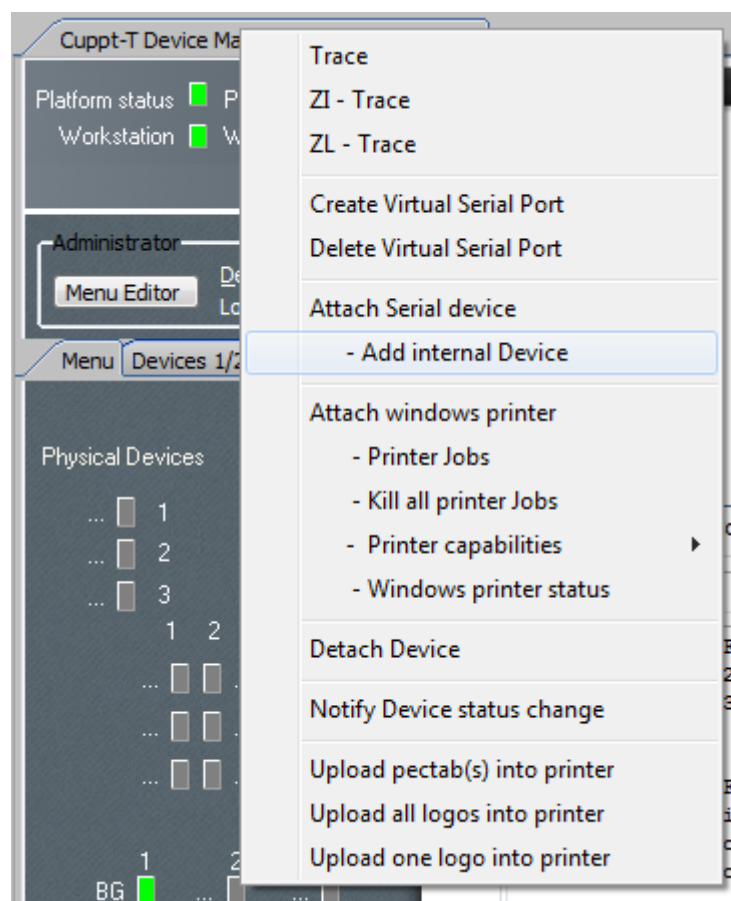 Cuppt-T Device
Platform status
Workstation
Administrator
Menu Editor
Menu Devices 1/2
Physical Devices
... 1
... 2
... 3
1 2
...
...
...
1 2
BG ... ...
Trace
ZI - Trace
ZL - Trace
Create Virtual Serial Port
Delete Virtual Serial Port
Attach Serial device
- Add internal Device
Attach windows printer
- Printer Jobs
- Kill all printer Jobs
- Printer capabilities
- Windows printer status
Detach Device
Notify Device status change
Upload pectab(s) into printer
Upload all logos into printer
Upload one logo into printer